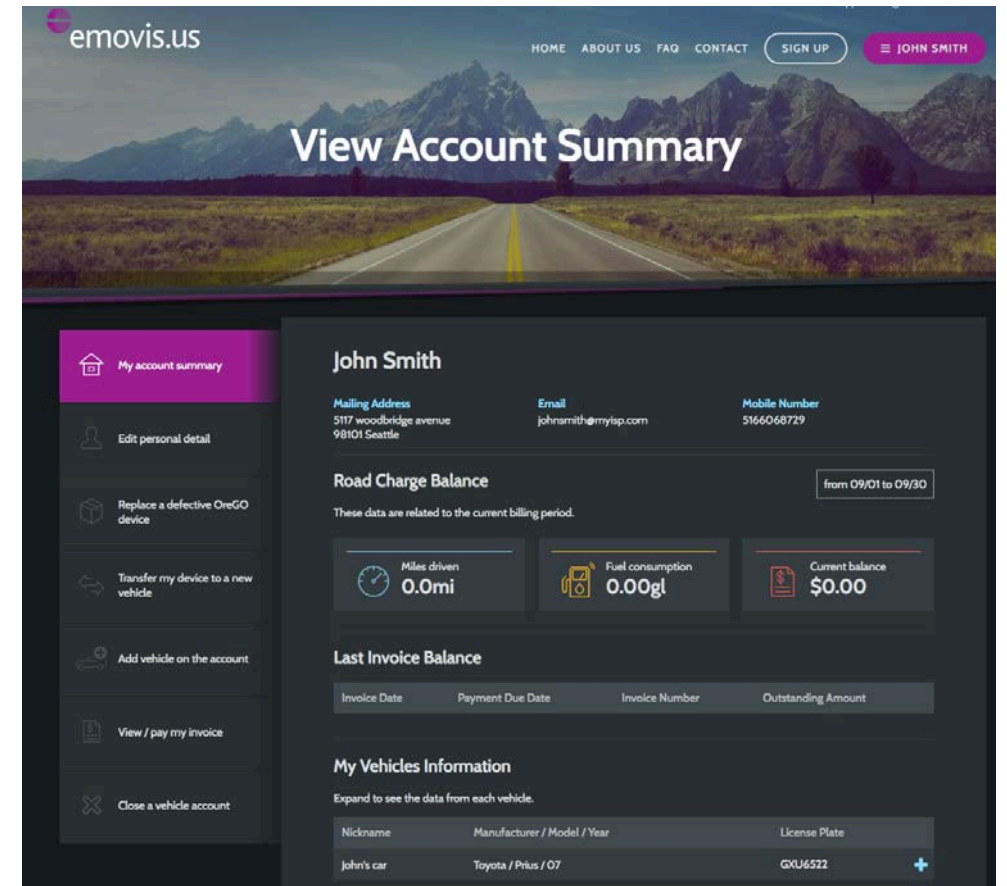 emovis.us
HOME ABOUT US FAQ CONTACT SIGN UP JOHN SMITH
View Account Summary
My account summary
Edit personal detail
Replace a defective OreGO
device
Transfer my device to a new
vehicle
Add vehicle on the account
View / pay my invoice
Close a vehicle account
John Smith
Mailing Address Email Mobile Number
5117 woodbridge avenue johnsmith@myisp.com 5166068729
98101 Seattle
Road Charge Balance from 09/01 to 09/30
These data are related to the current billing period.
Miles driven Fuel consumption Current balance
0.0mi 0.00gl $0.00
Last Invoice Balance
Invoice Date Payment Due Date Invoice Number Outstanding Amount
My Vehicles Information
Expand to see the data from each vehicle.
Nickname Manufacturer / Model / Year License Plate
John's car Toyota / Prius / 07 GXU6522